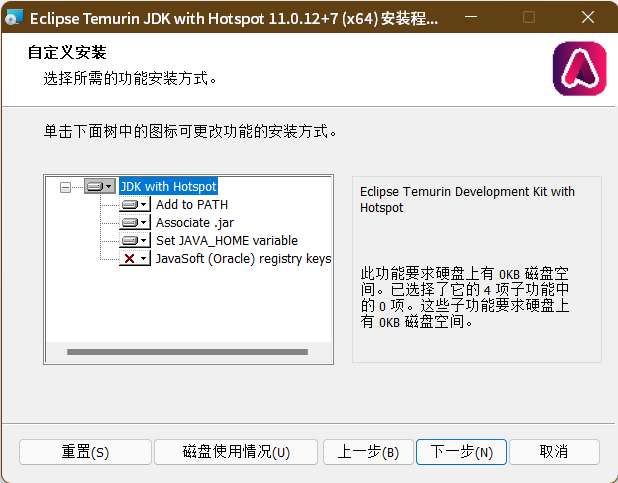 Eclipse Temurin JDK with Hotspot 11.0.12+7 (x64) 安装程...
自定义安装
选择所需的功能安装方式。
单击下面树中的图标可更改功能的安装方式。
JDK with Hotspot
Add to PATH
Associate .jar
Set JAVA_HOME variable
JavaSoft (Oracle) registry keys
Eclipse Temurin Development Kit with
Hotspot
此功能要求硬盘上有 0KB 磁盘空
间。已选择了它的 4 项子功能中
的 0 项。这些子功能要求硬盘上
有 0KB 磁盘空间。
重置(S)
磁盘使用情况(U)
上一步(B)
下一步(N)
取消